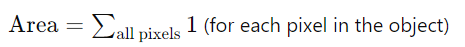 Area = ∑all pixels 1 (for each pixel in the object)